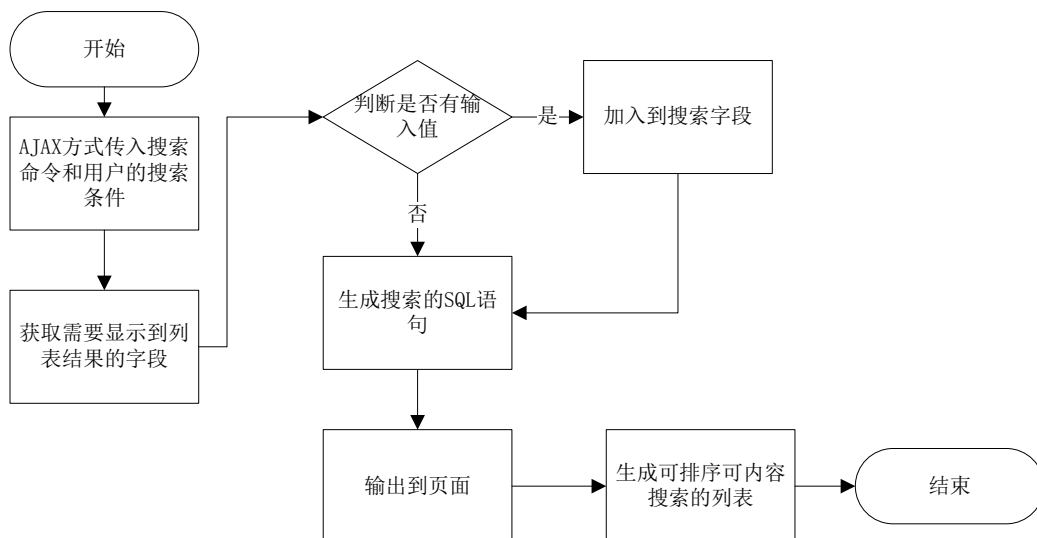 开始
AJAX方式传入搜索
命令和用户的搜索
条件
获取需要显示到列
表结果的字段
判断是否有输
入值
是
加入到搜索字段
否
生成搜索的SQL语
句
输出到页面
生成可排序可内容
搜索的列表
结束